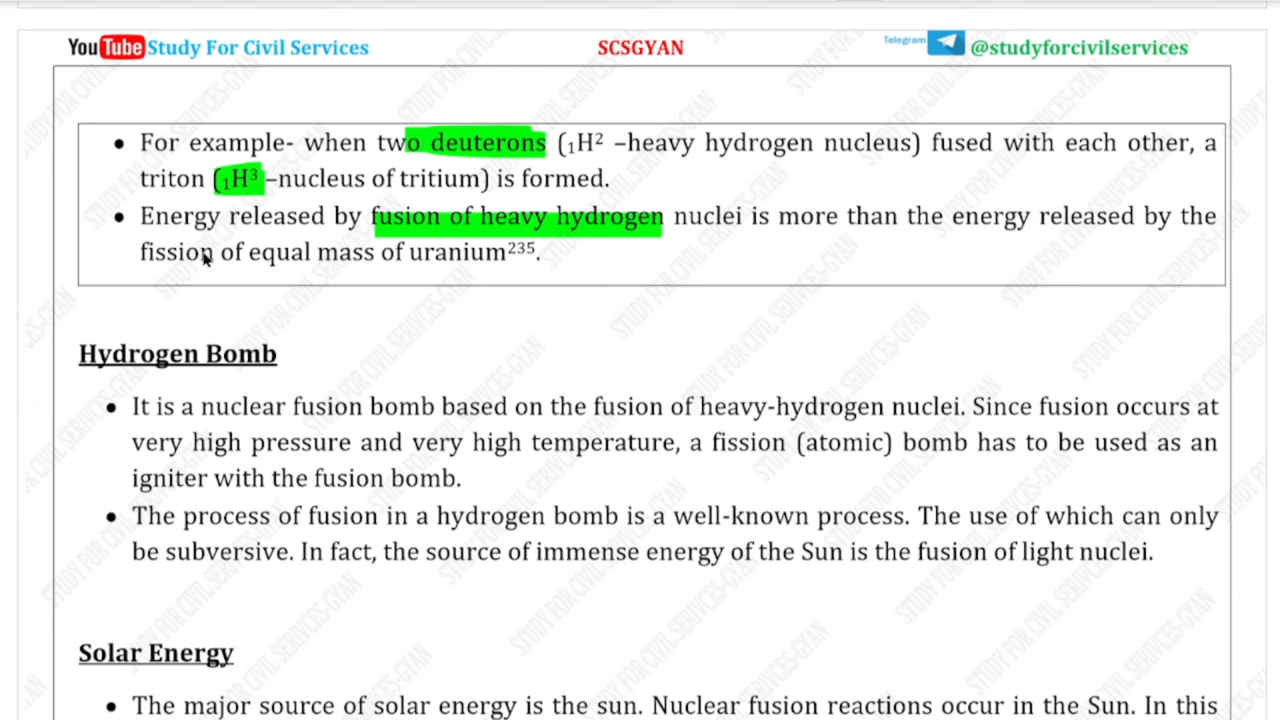 YouTube Study For Civil Services SCSGYAN Telegram @studyforcivilservices
• For example- when two deuterons (₁H² –heavy hydrogen nucleus) fused with each other, a
triton (₁H³ –nucleus of tritium) is formed.
• Energy released by fusion of heavy hydrogen nuclei is more than the energy released by the
fission of equal mass of uranium²³⁵.
Hydrogen Bomb
• It is a nuclear fusion bomb based on the fusion of heavy-hydrogen nuclei. Since fusion occurs at
very high pressure and very high temperature, a fission (atomic) bomb has to be used as an
igniter with the fusion bomb.
• The process of fusion in a hydrogen bomb is a well-known process. The use of which can only
be subversive. In fact, the source of immense energy of the Sun is the fusion of light nuclei.
Solar Energy
• The major source of solar energy is the sun. Nuclear fusion reactions occur in the Sun. In this